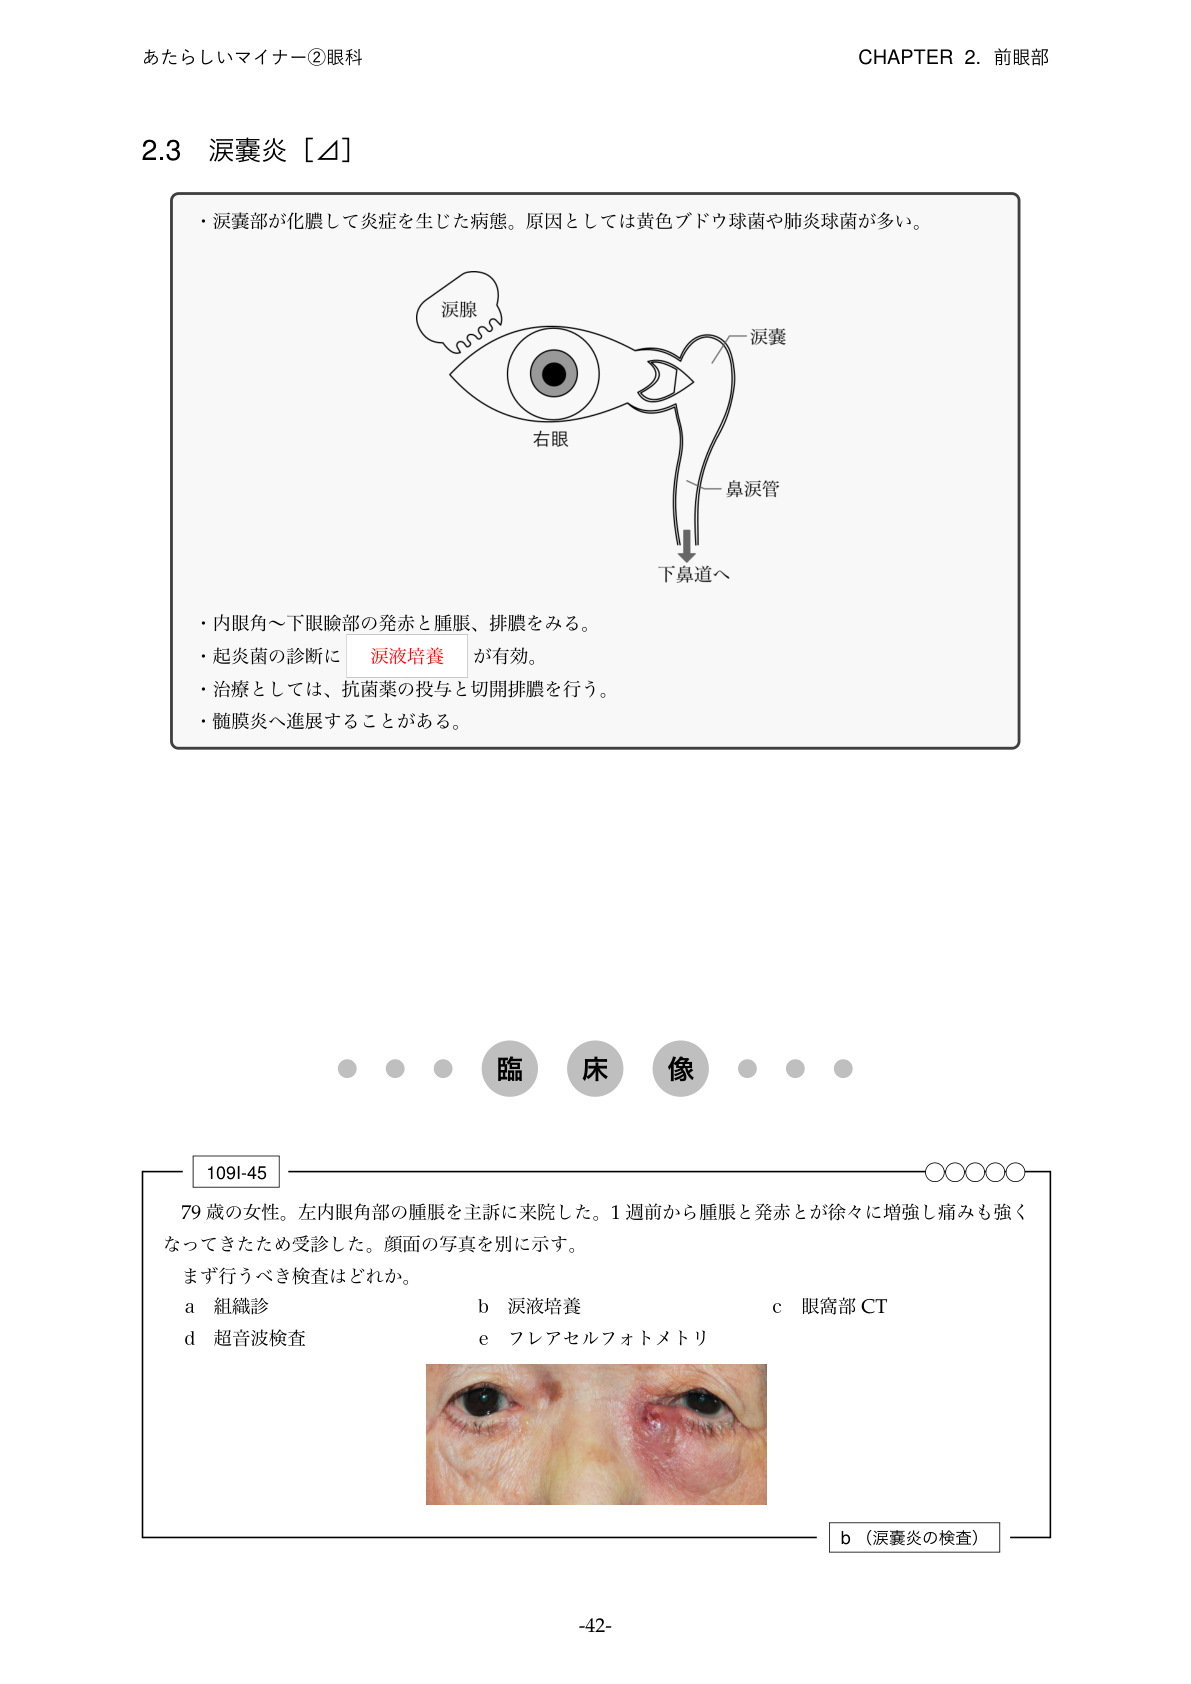 あたらしいマイナー②眼科
CHAPTER 2. 前眼部
2.3 涙嚢炎［⊿］
・涙嚢部が化膿して炎症を生じた病態。原因としては黄色ブドウ球菌や肺炎球菌が多い。
涙腺
涙嚢
右眼
鼻涙管
下鼻道へ
・内眼角〜下眼瞼部の発赤と腫脹、排膿をみる。
・起炎菌の診断に 涙液培養 が有効。
・治療としては、抗菌薬の投与と切開排膿を行う。
・髄膜炎へ進展することがある。
臨床像
109I-45
79 歳の女性。左内眼角部の腫脹を主訴に来院した。1 週前から腫脹と発赤とが徐々に増強し痛みも強く
なってきたため受診した。顔面の写真を別に示す。
まず行うべき検査はどれか。
a 組織診 b 涙液培養 c 眼窩部 CT
d 超音波検査 e フレアセルフォトメトリ
b （涙嚢炎の検査）
-42-